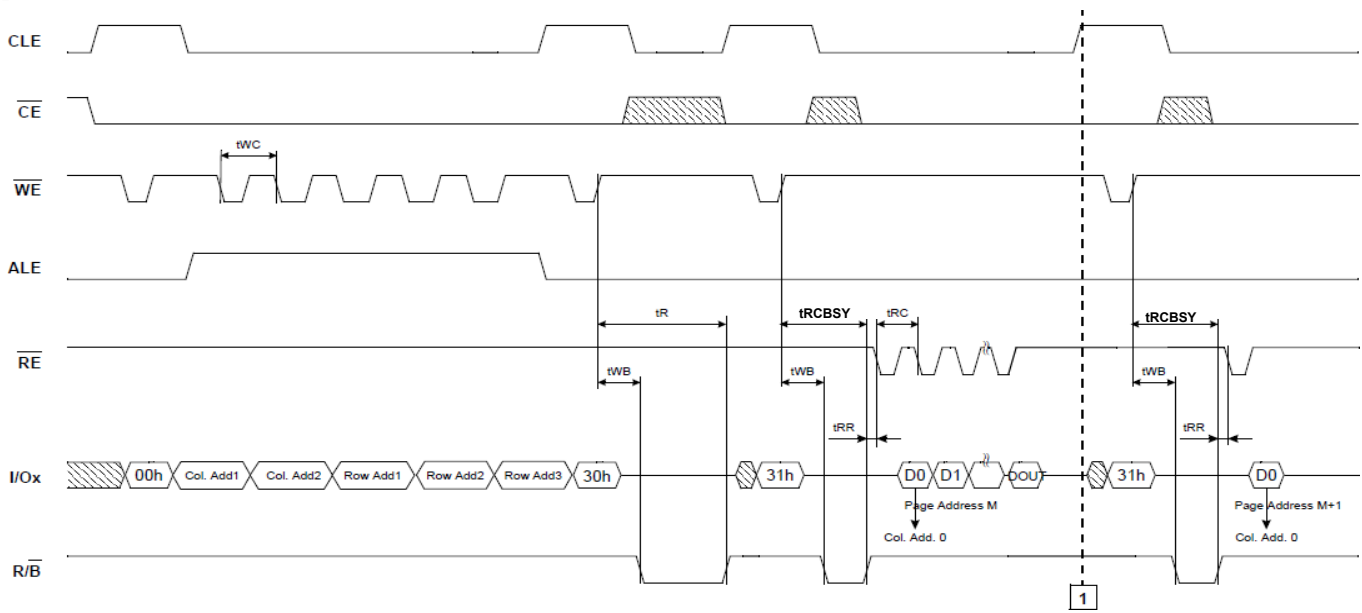 CLE
CE
tWC
WE
ALE
tR
tRCBSY
tRC
tRCBSY
RE
tWB
tWB
tWB
tRR
tRR
I/Ox
00h
Col. Add1
Col. Add2
Row Add1
Row Add2
Row Add3
30h
31h
D0
D1
DOUT
31h
D0
Page Address M
Page Address M+1
Col. Add. 0
Col. Add. 0
R/B
1